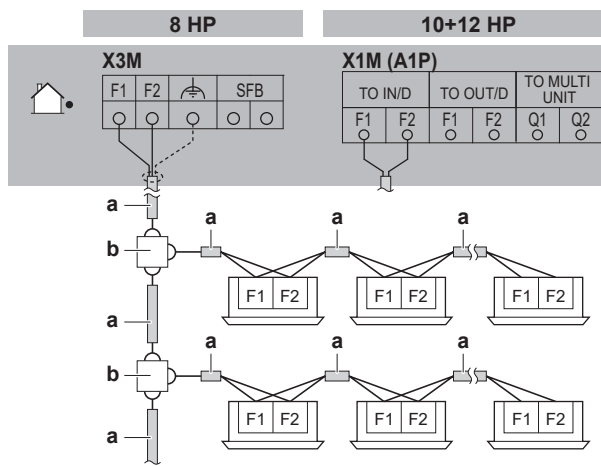 8 HP
10+12 HP
X3M
X1M (A1P)
F1 F2 SFB
TO IN/D TO OUT/D TO MULTI UNIT
F1 F2 F1 F2 Q1 Q2
a
a a a
b
F1 F2 F1 F2 F1 F2
a
a a a
b
F1 F2 F1 F2 F1 F2
a